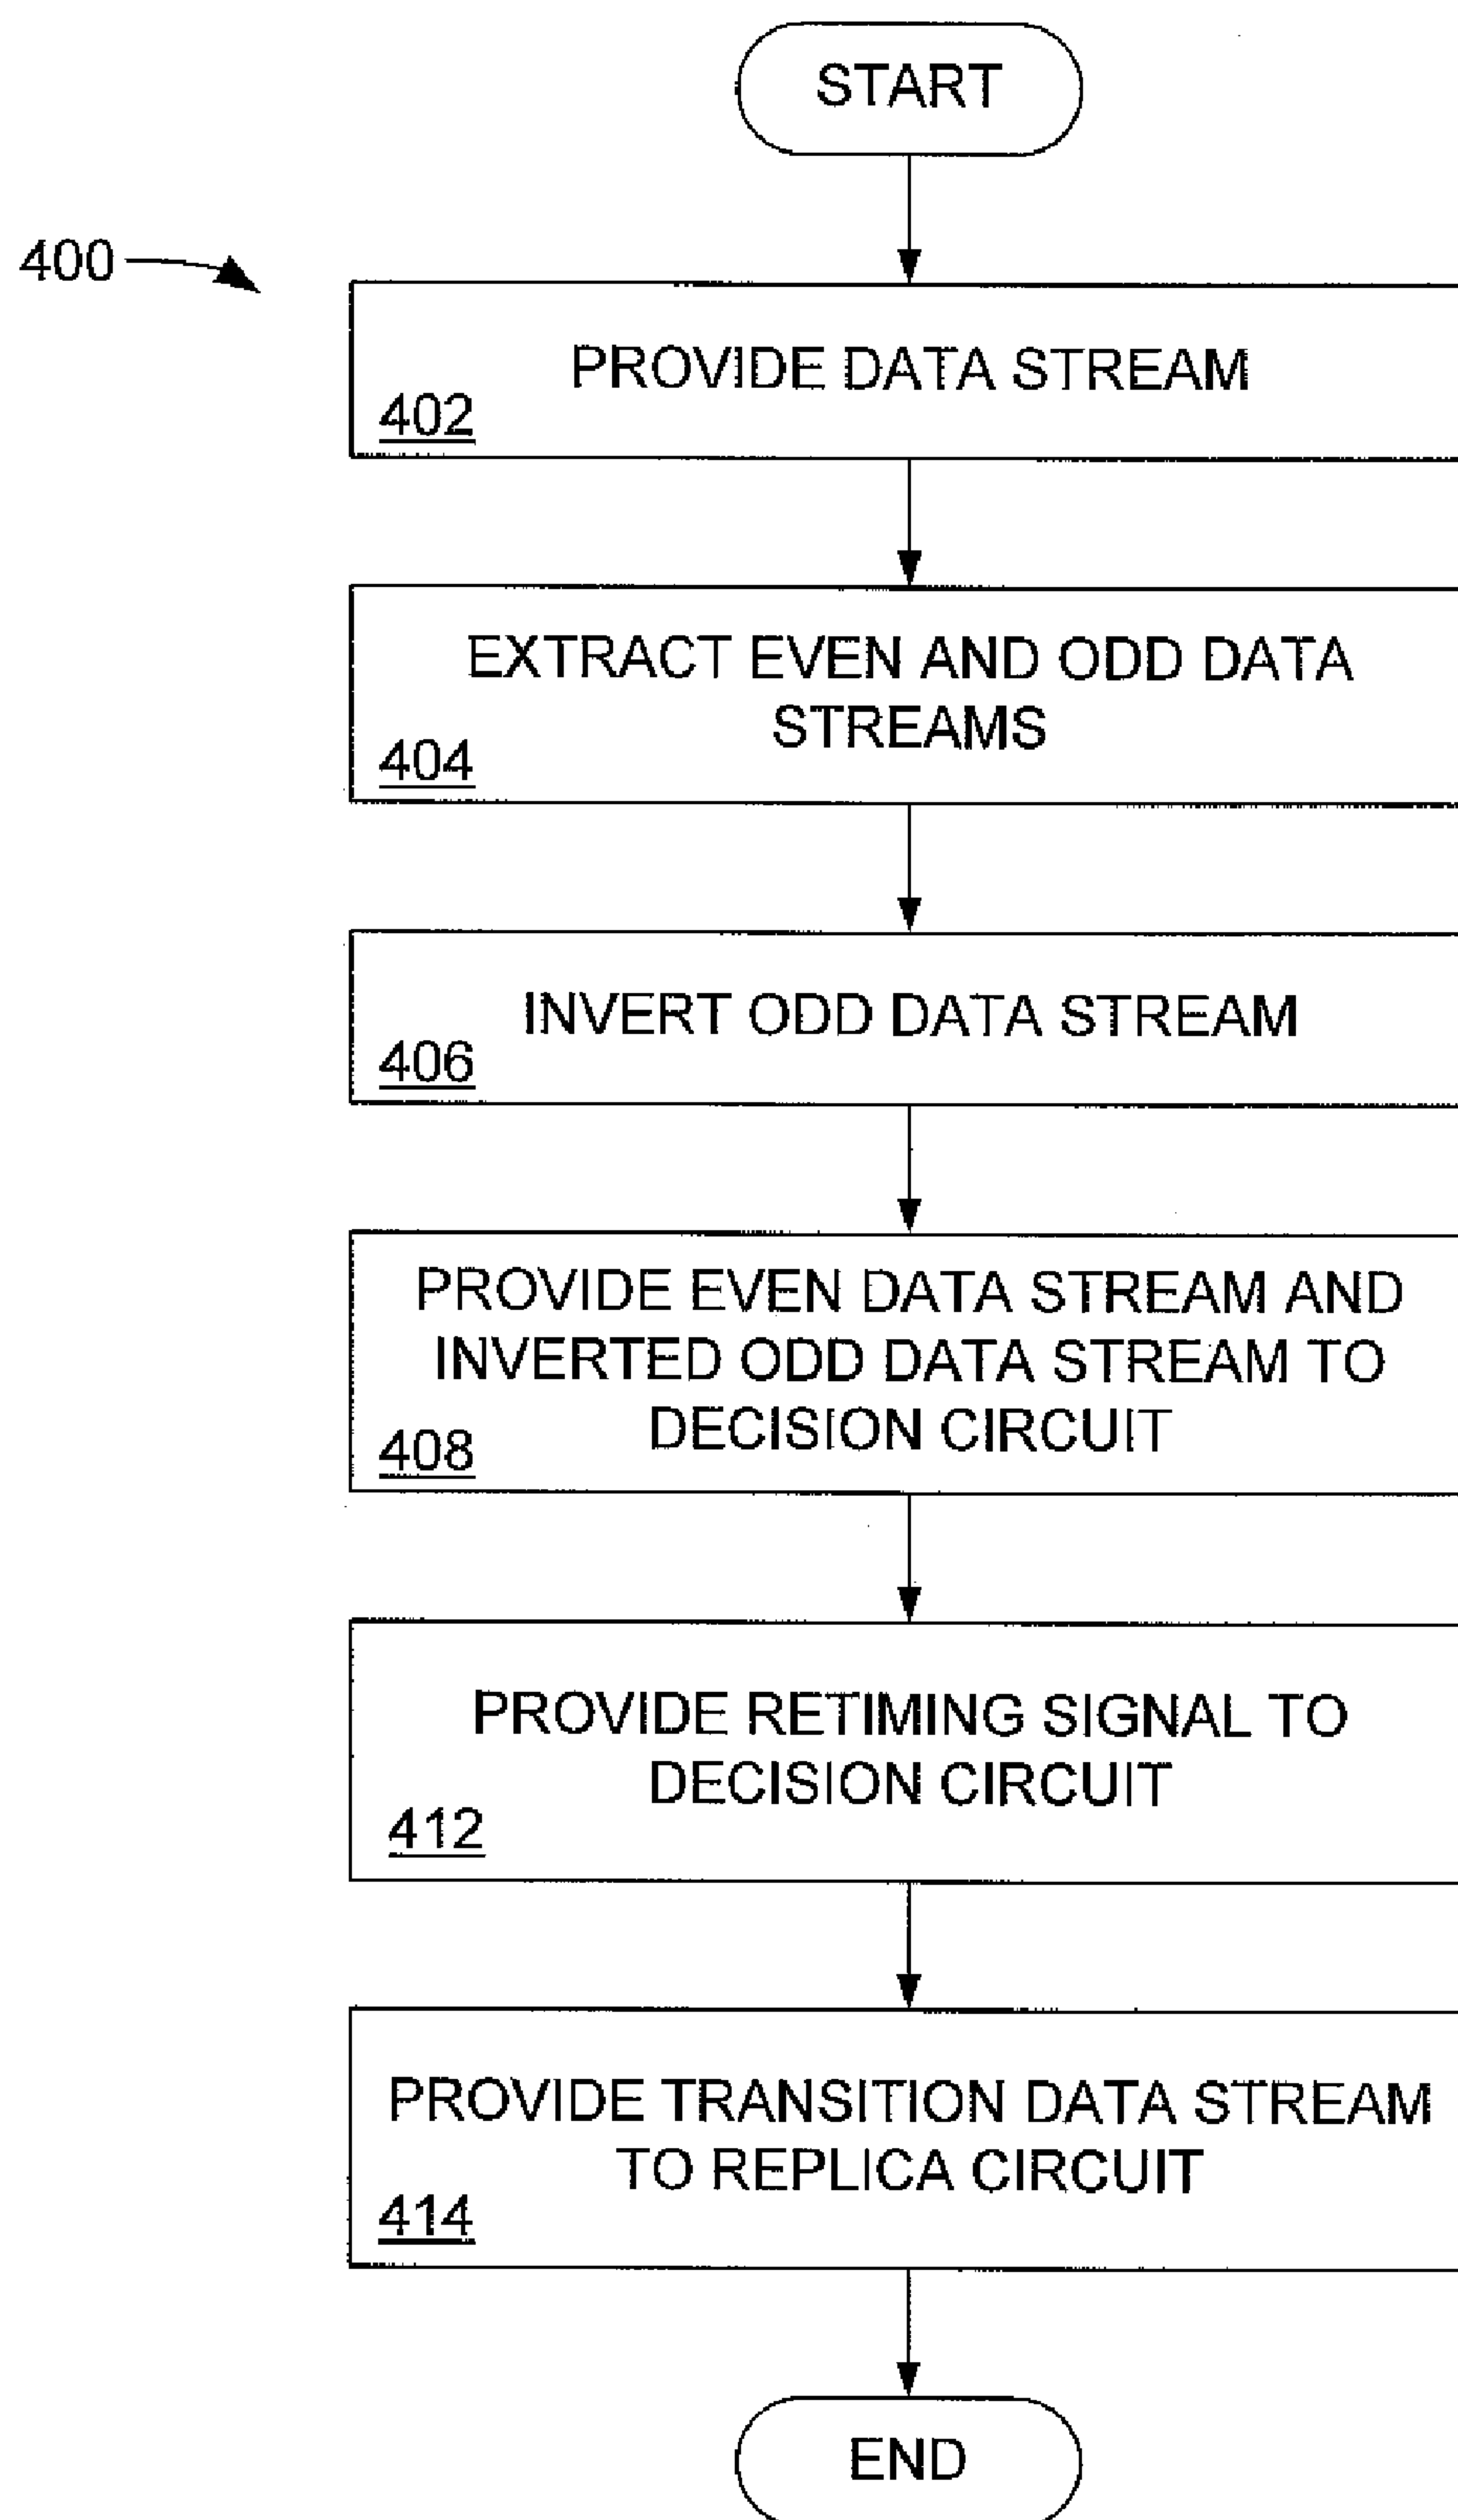 START
400
PROVIDE DATA STREAM
402
EXTRACT EVEN AND ODD DATA
STREAMS
404
INVERT ODD DATA STREAM
406
PROVIDE EVEN DATA STREAM AND
INVERTED ODD DATA STREAM TO
DECISION CIRCUIT
408
PROVIDE RETIMING SIGNAL TO
DECISION CIRCUIT
412
PROVIDE TRANSITION DATA STREAM
TO REPLICA CIRCUIT
414
END